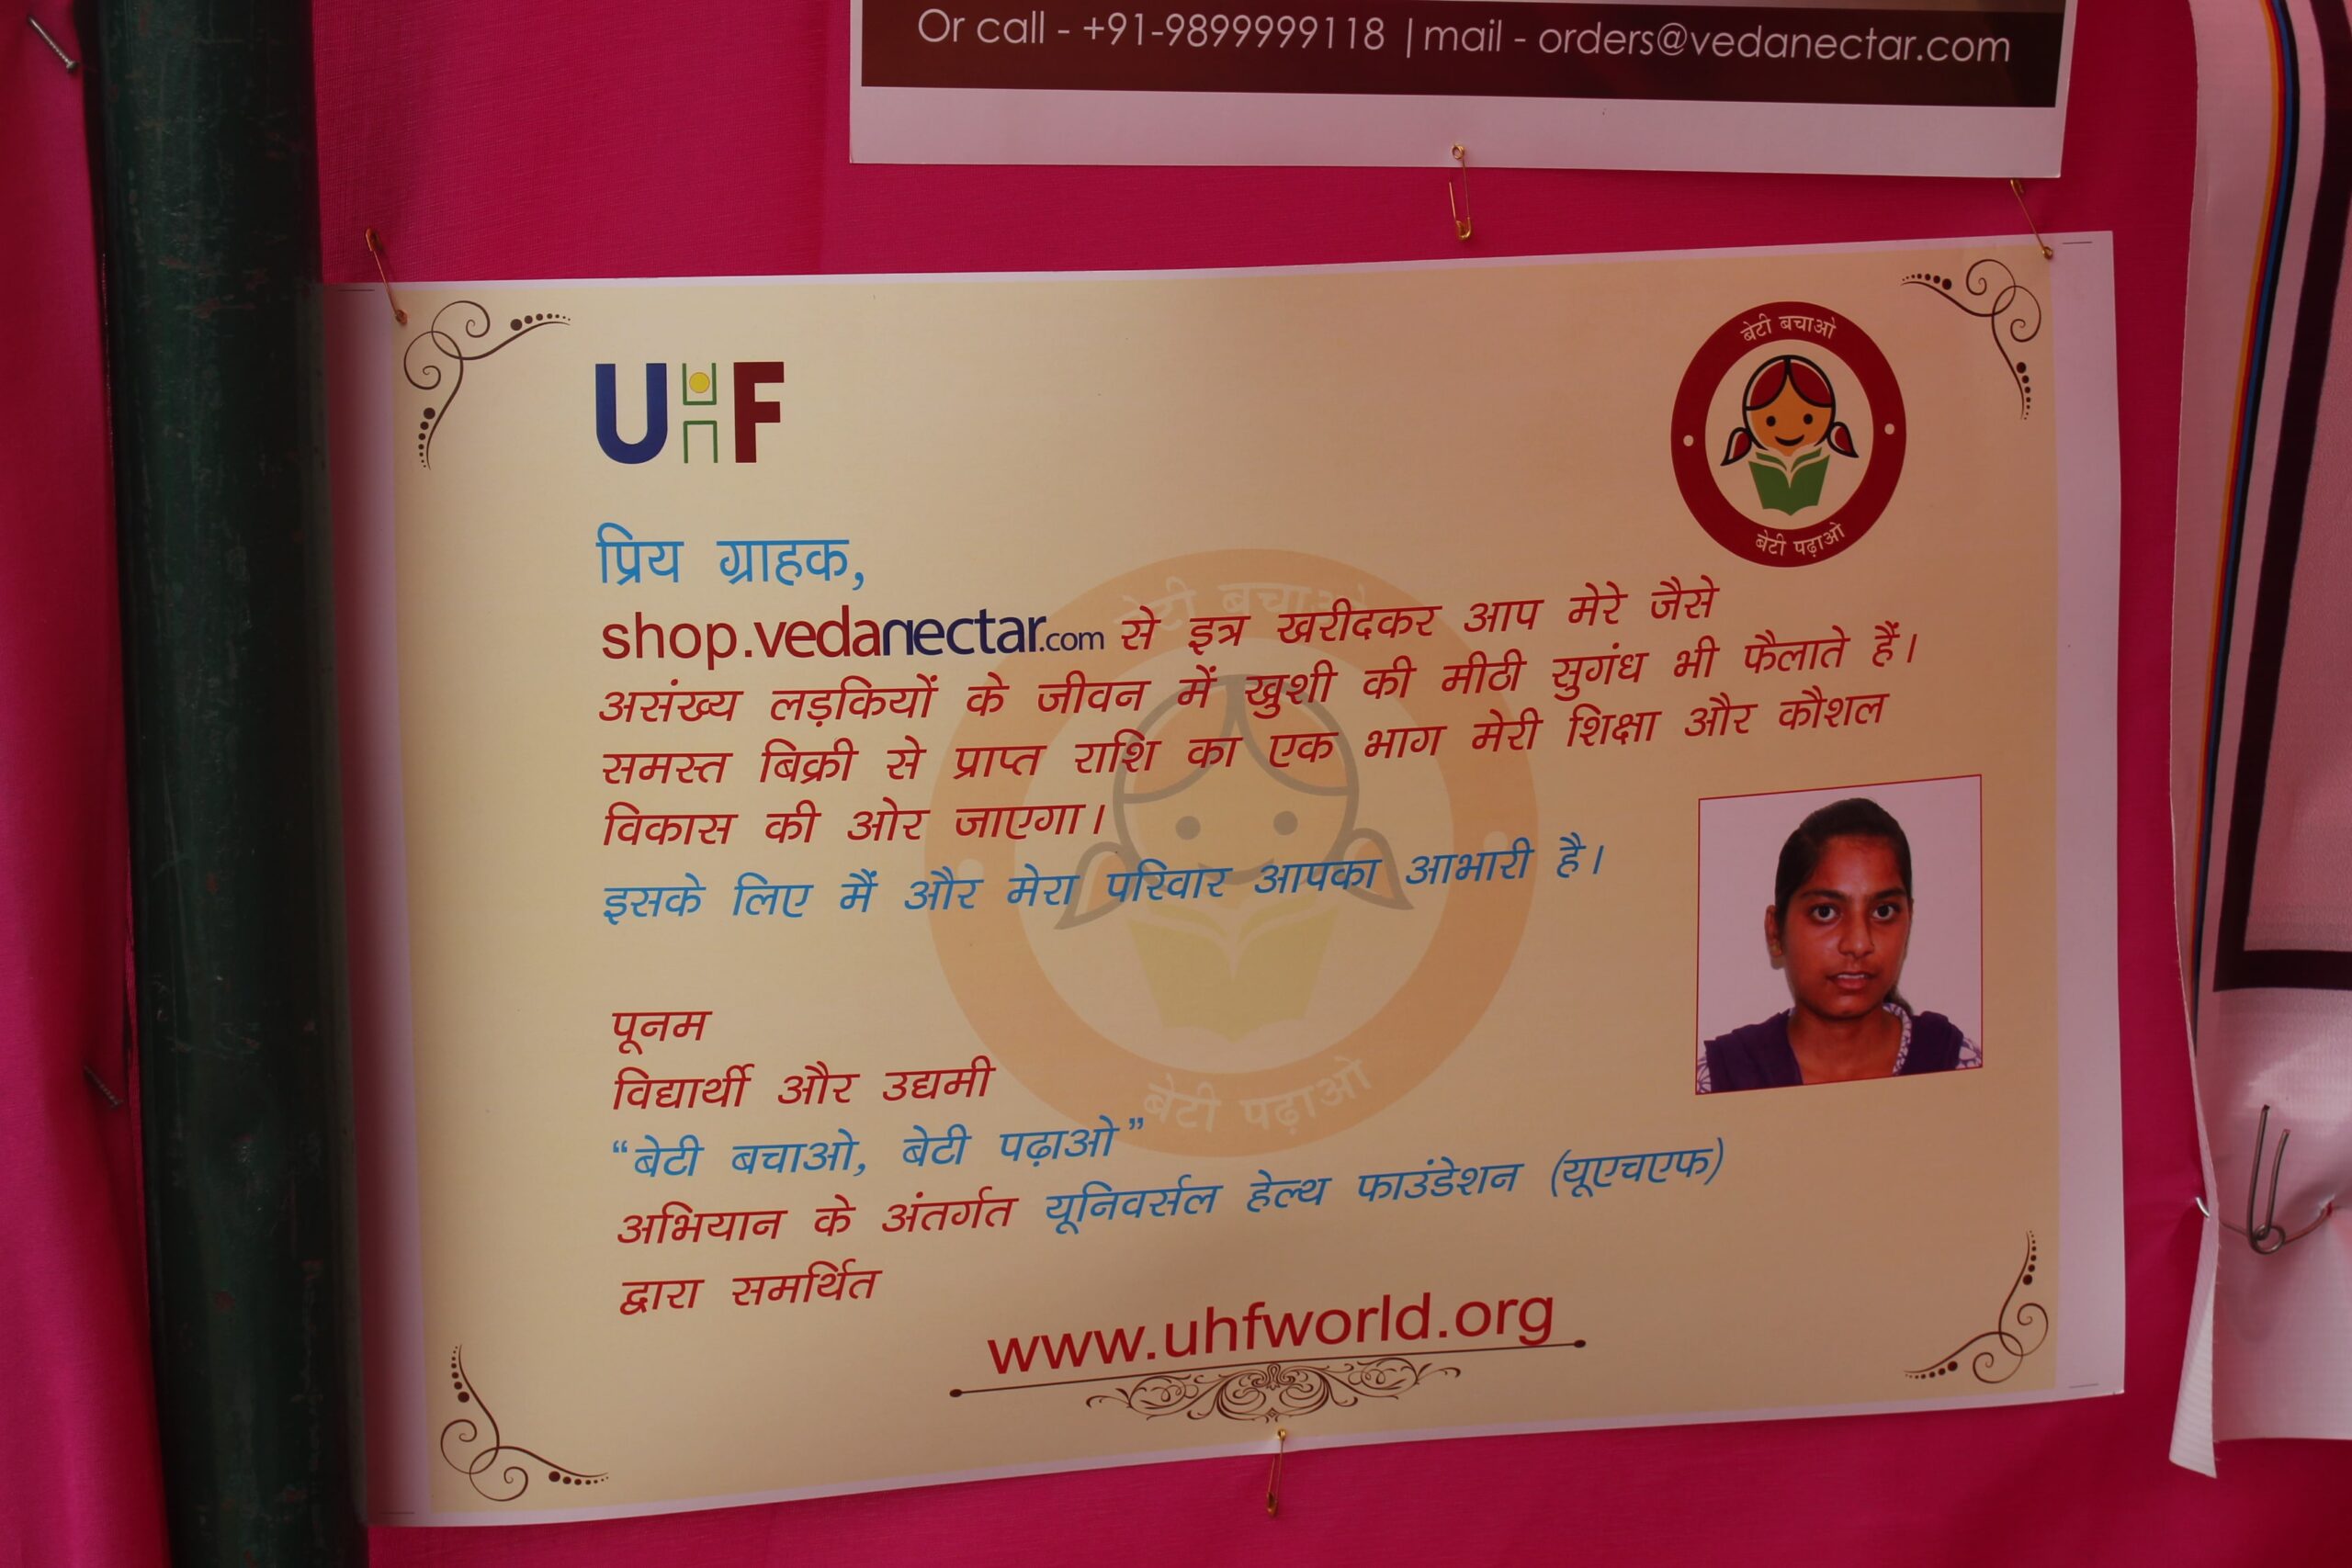 Or call - +91-9899999118 | mail - orders@vedanectar.com
UHF
बेटी बचाओ
बेटी पढ़ाओ
प्रिय ग्राहक,
shop.vedanectar.com से इत्र खरीदकर आप मेरे जैसे
असंख्य लड़कियों के जीवन में खुशी की मीठी सुगंध भी फैलाते हैं।
समस्त बिक्री से प्राप्त राशि का एक भाग मेरी शिक्षा और कौशल
विकास की ओर जाएगा।
इसके लिए मैं और मेरा परिवार आपका आभारी है।
बेटी बचाओ
बेटी पढ़ाओ
पूनम
विद्यार्थी और उद्यमी
“बेटी बचाओ, बेटी पढ़ाओ”
अभियान के अंतर्गत यूनिवर्सल हेल्थ फाउंडेशन (यूएचएफ)
द्वारा समर्थित
www.uhfworld.org